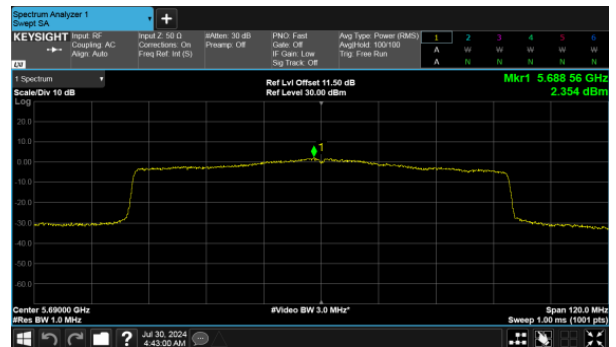 Spectrum Analyzer 1
Swept SA
+
KEYSIGHT
Input: RF
Coupling: AC
Align: Auto
Input Z: 50 Ω
Corrections: On
Freq Ref: Int (S)
#Atten: 30 dB
Preamp: Off
PNO: Fast
Gate: Off
IF Gain: Low
Sig Track: Off
Avg Type: Power (RMS)
Avg|Hold: 100/100
Trig: Free Run
1 2 3 4 5 6
A W W W W W
A N N N N N
LXI
1 Spectrum
Scale/Div 10 dB
Log
Ref Lvl Offset 11.50 dB
Ref Level 30.00 dBm
Mkr1 5.688 56 GHz
2.354 dBm
20.0
10.0
0.00
-10.0
-20.0
-30.0
-40.0
-50.0
-60.0
1
Center 5.69000 GHz
#Res BW 1.0 MHz
#Video BW 3.0 MHz*
Span 120.0 MHz
Sweep 1.00 ms (1001 pts)
?
Jul 30, 2024
4:43:00 AM